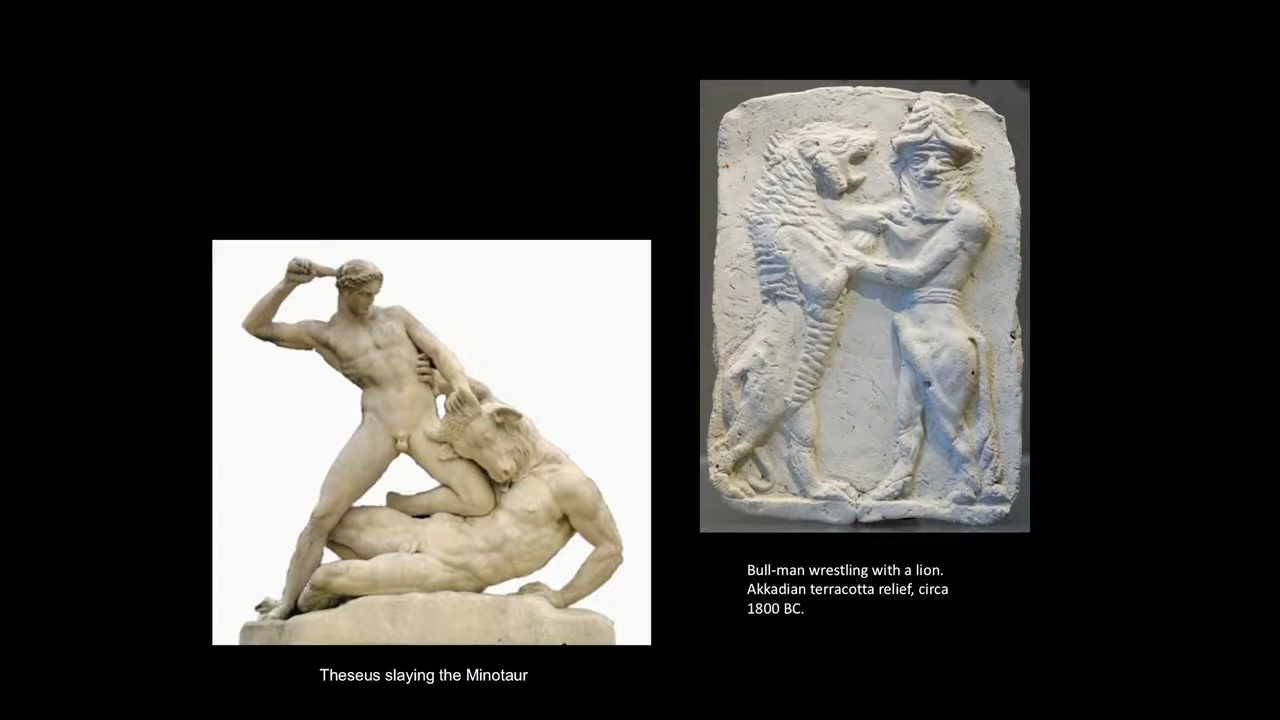 Bull-man wrestling with a lion.
Akkadian terracotta relief, circa
1800 BC.
Theseus slaying the Minotaur